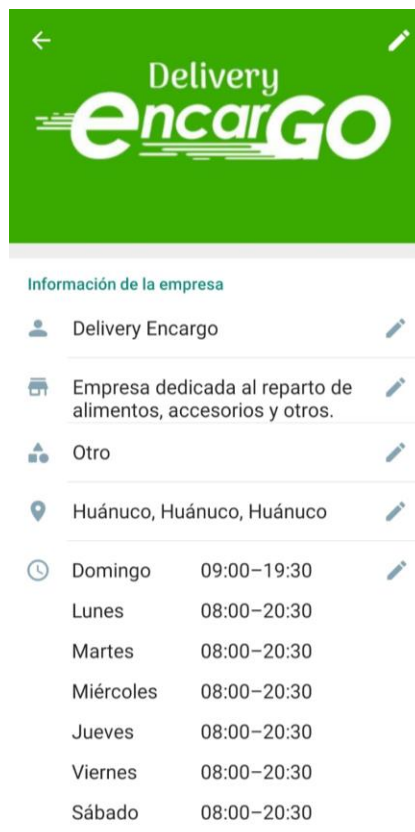 Delivery
encarGO
Información de la empresa
Delivery Encargo
Empresa dedicada al reparto de
alimentos, accesorios y otros.
Otro
Huánuco, Huánuco, Huánuco
Domingo 09:00–19:30
Lunes 08:00–20:30
Martes 08:00–20:30
Miércoles 08:00–20:30
Jueves 08:00–20:30
Viernes 08:00–20:30
Sábado 08:00–20:30